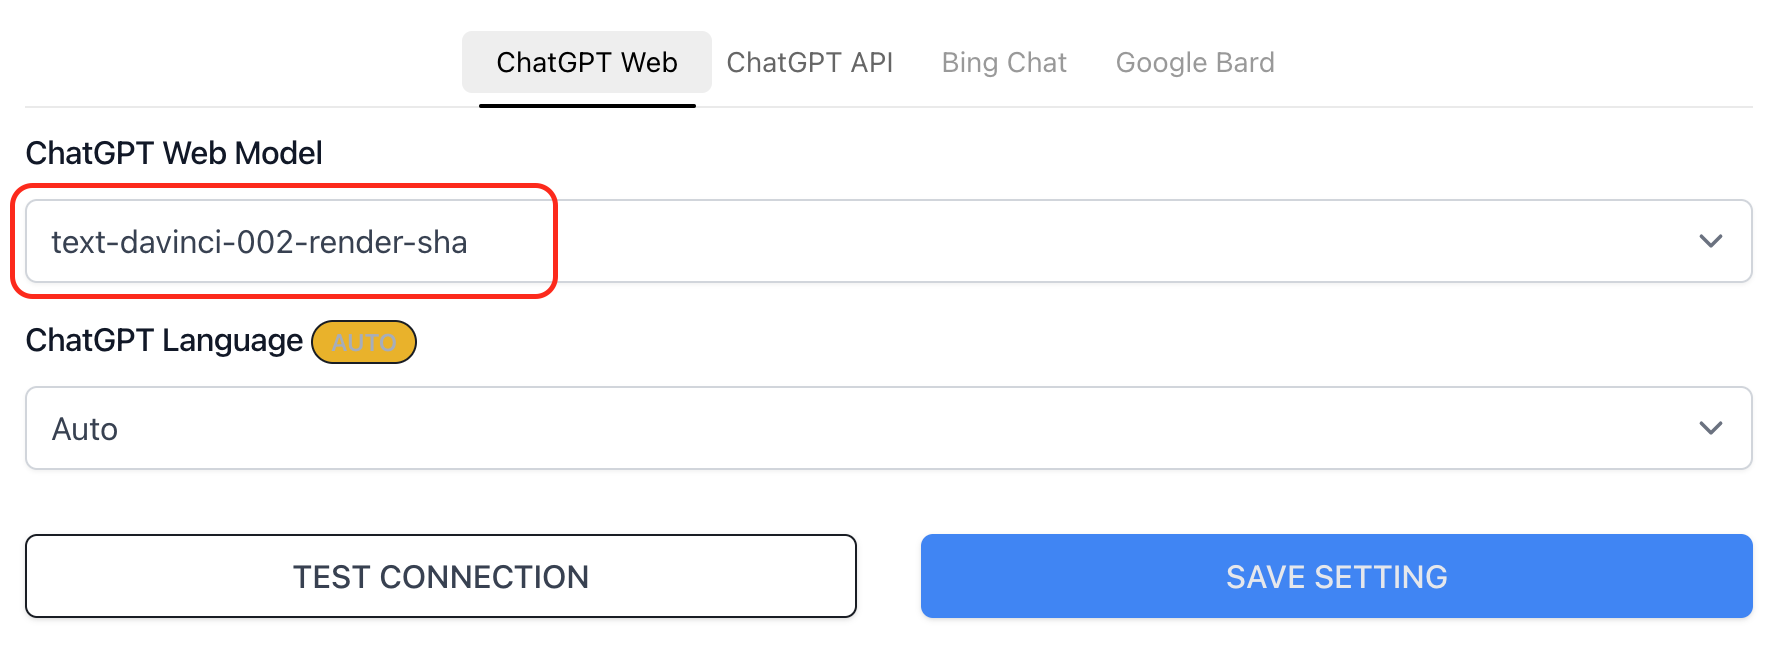 ChatGPT Web ChatGPT API Bing Chat Google Bard
ChatGPT Web Model
text-davinci-002-render-sha
ChatGPT Language AUTO
Auto
TEST CONNECTION SAVE SETTING